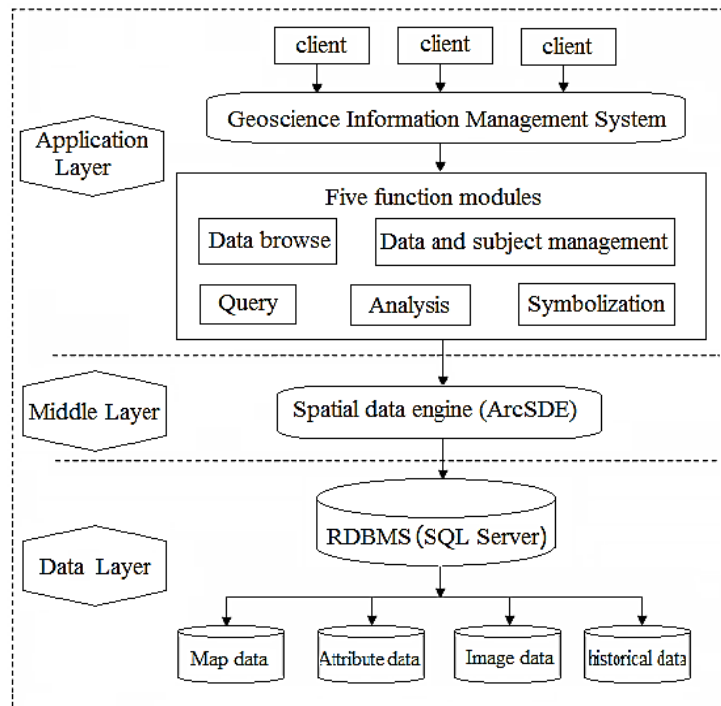 client
client
client
Geoscience Information Management System
Application
Layer
Five function modules
Data browse
Data and subject management
Query
Analysis
Symbolization
Middle Layer
Spatial data engine (ArcSDE)
RDBMS (SQL Server)
Data Layer
Map data
Attribute data
Image data
historical data